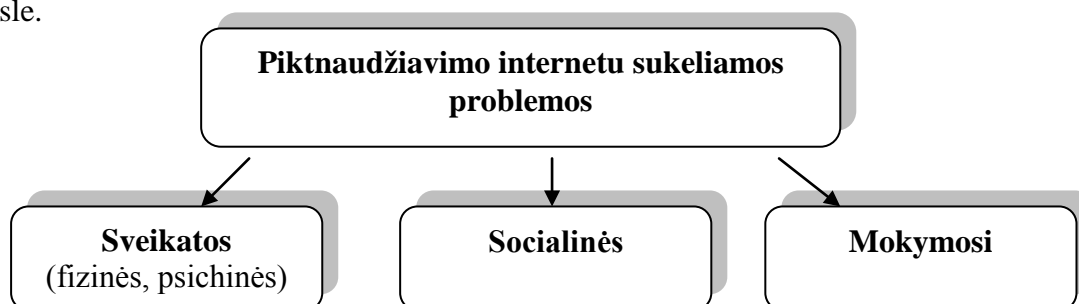 sle.
Piktnaudžiavimo internetu sukeliamos
problemos
Sveikatos
(fizinės, psichinės)
Socialinės
Mokymosi